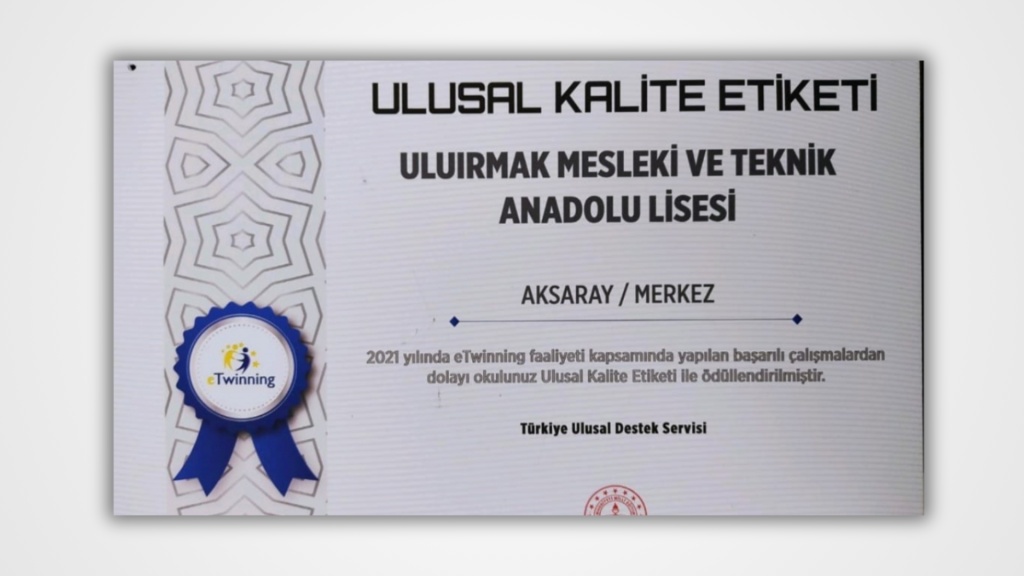 ULUSAL KALİTE ETİKETİ
ULUIRMAK MESLEKİ VE TEKNİK
ANADOLU LİSESİ
AKSARAY / MERKEZ
2021 yılında eTwinning faaliyeti kapsamında yapılan başarılı çalışmalardan
dolayı okulunuz Ulusal Kalite Etiketi ile ödüllendirilmiştir.
eTwinning
Türkiye Ulusal Destek Servisi